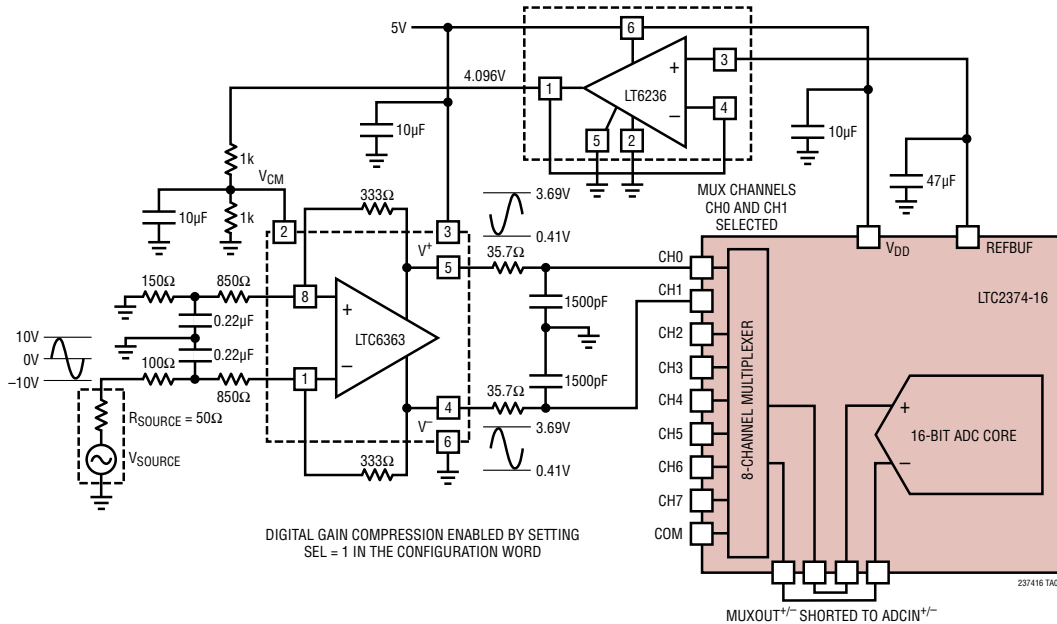 5V
6
3
4.096V
1
+
LT6236
4
–
10µF
10µF
5
2
1k
47µF
VCM
333Ω
3.69V
MUX CHANNELS
CH0 AND CH1
SELECTED
10µF
1k
2
3
0.41V
V+
35.7Ω
VDD
REFBUF
5
CH0
150Ω
850Ω
8
CH1
LTC2374-16
+
1500pF
0.22µF
LTC6363
CH2
10V
0V
–10V
0.22µF
CH3
100Ω
–
1500pF
1
CH4
+
850Ω
35.7Ω
8-CHANNEL MULTIPLEXER
16-BIT ADC CORE
RSOURCE = 50Ω
4
V–
3.69V
CH5
–
6
CH6
VSOURCE
333Ω
0.41V
CH7
COM
DIGITAL GAIN COMPRESSION ENABLED BY SETTING
SEL = 1 IN THE CONFIGURATION WORD
237416 TA0
MUXOUT+/– SHORTED TO ADCIN+/–